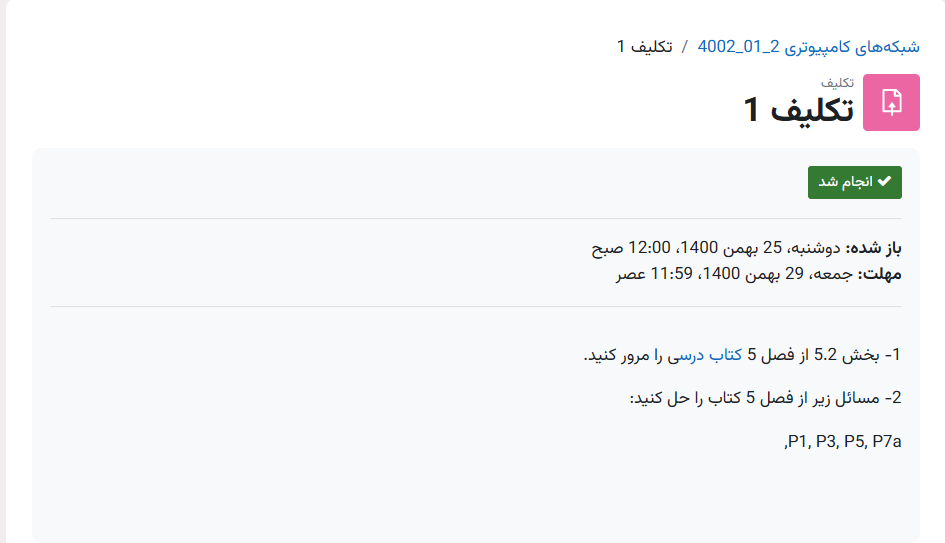 شبکه‌های کامپیوتری 2_01_4002 / تکلیف 1
تکلیف
تکلیف 1
✔ انجام شد
باز شده: دوشنبه، 25 بهمن 1400، 12:00 صبح
مهلت: جمعه، 29 بهمن 1400، 11:59 عصر
1- بخش 5.2 از فصل 5 کتاب درسی را مرور کنید.
2- مسائل زیر از فصل 5 کتاب را حل کنید:
P1, P3, P5, P7a,